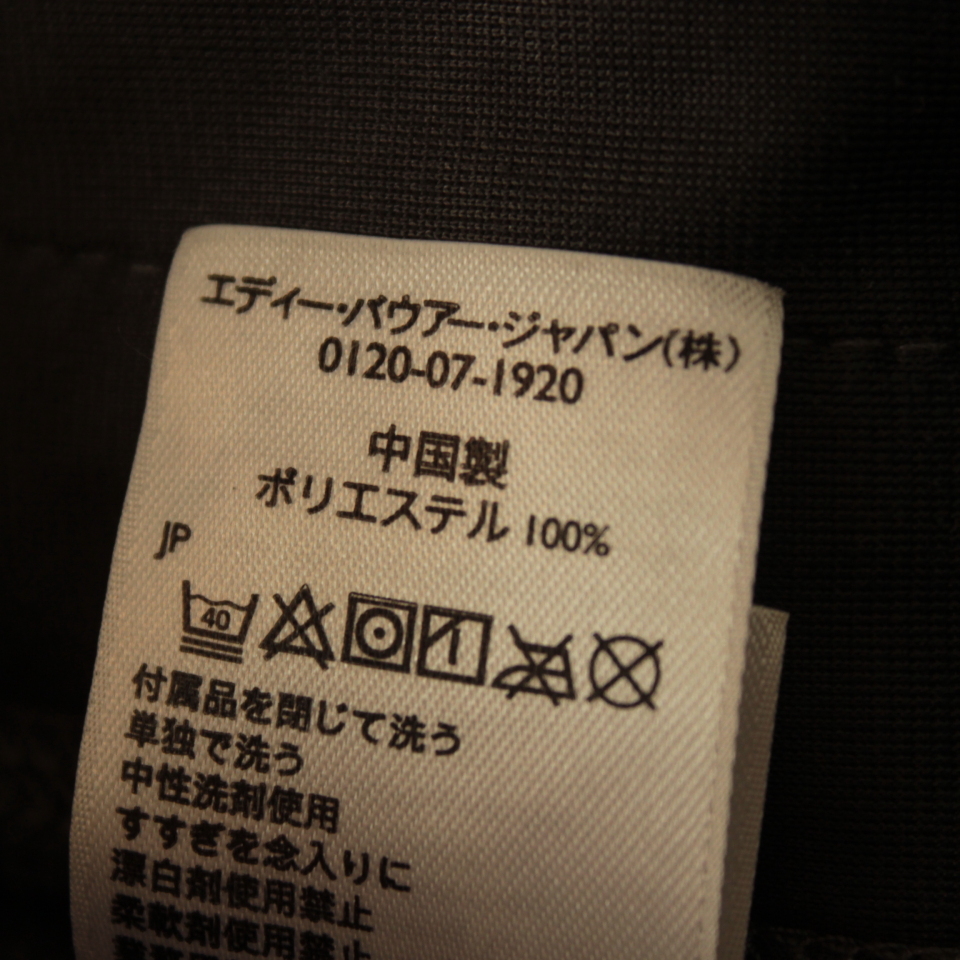 エディー・バウアー・ジャパン(株)
0120-07-1920
中国製
ポリエステル 100%
JP
40
付属品を閉じて洗う
単独で洗う
中性洗剤使用
すすぎを念入りに
漂白剤使用禁止
柔軟剤使用禁止